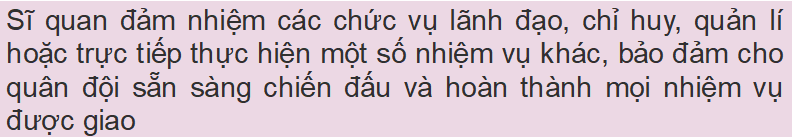 Sĩ quan đảm nhiệm các chức vụ lãnh đạo, chỉ huy, quản lí
hoặc trực tiếp thực hiện một số nhiệm vụ khác, bảo đảm cho
quân đội sẵn sàng chiến đấu và hoàn thành mọi nhiệm vụ
được giao